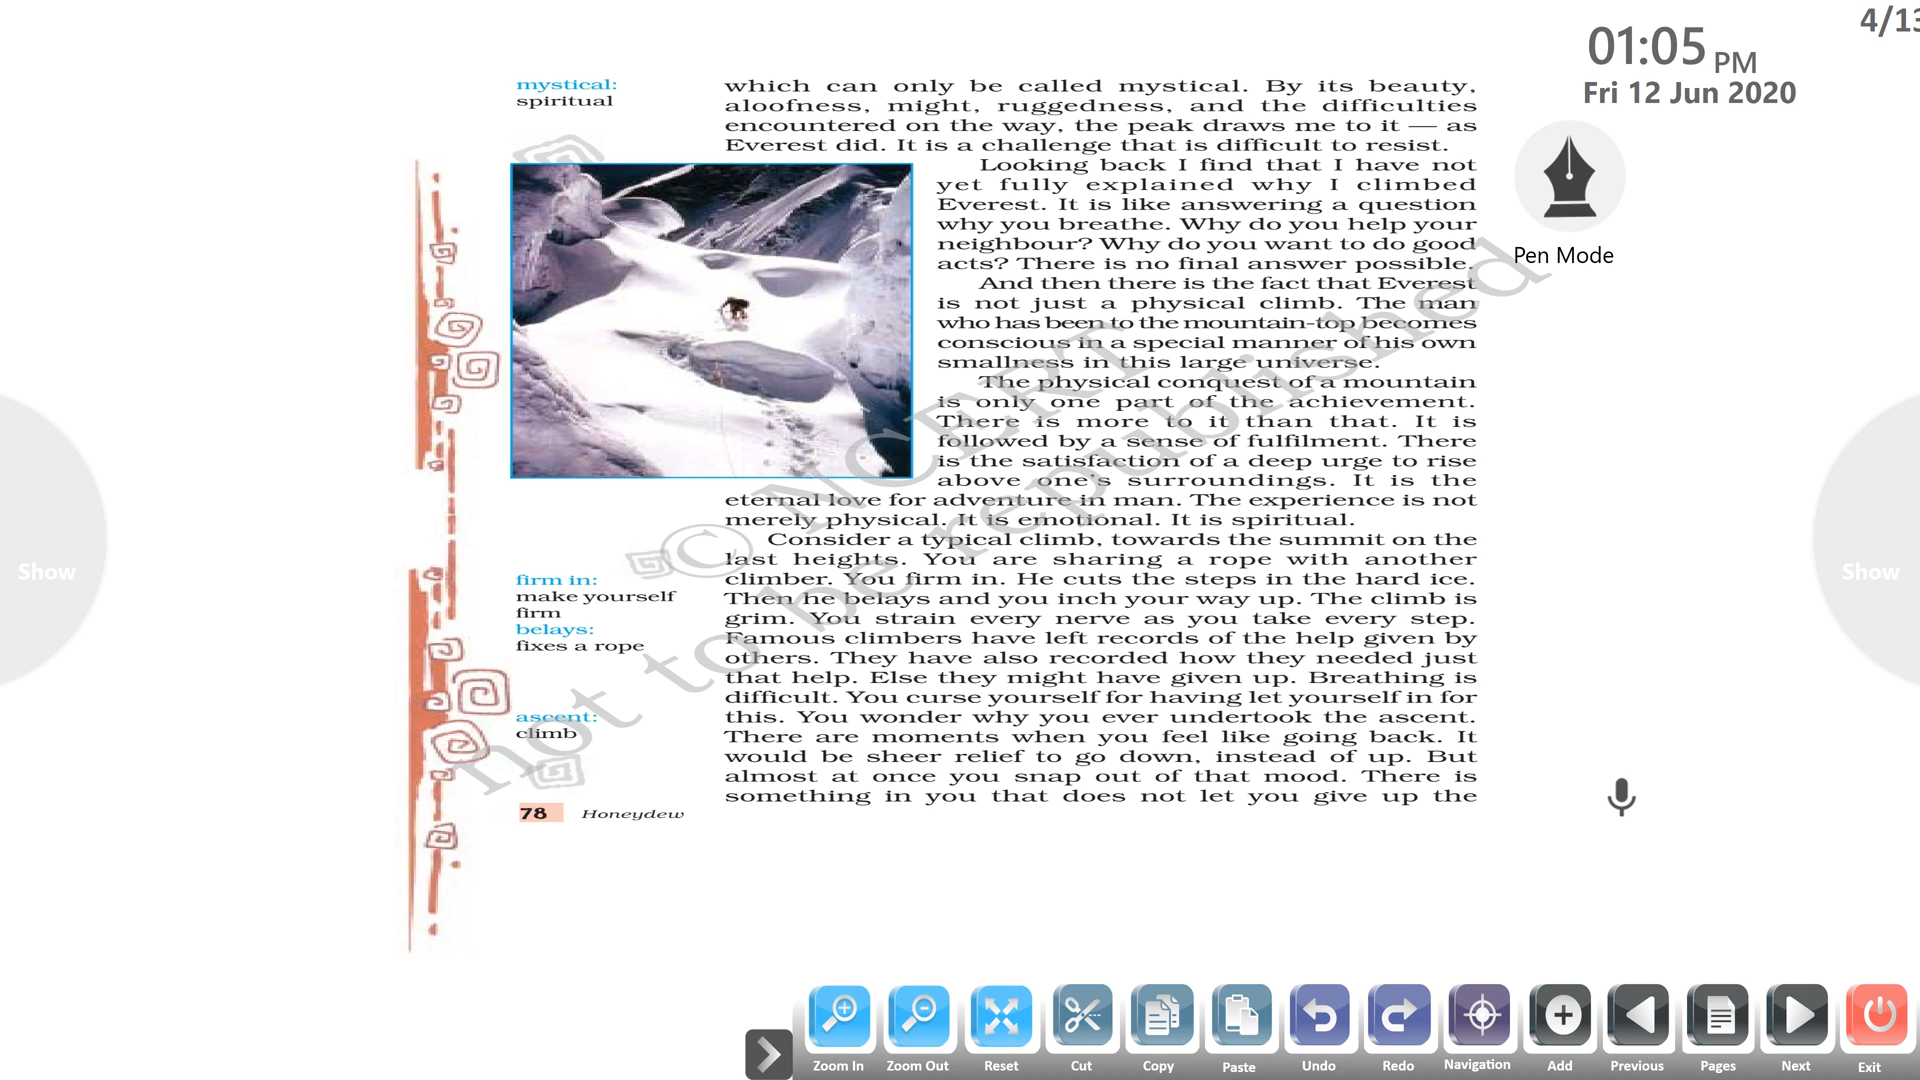 4/13
01:05 PM
Fri 12 Jun 2020
Pen Mode
mystical:
spiritual
which can only be called mystical. By its beauty,
aloofness, might, ruggedness, and the difficulties
encountered on the way, the peak draws me to it — as
Everest did. It is a challenge that is difficult to resist.
Looking back I find that I have not
yet fully explained why I climbed
Everest. It is like answering a question
why you breathe. Why do you help your
neighbour? Why do you want to do good
acts? There is no final answer possible.
And then there is the fact that Everest
is not just a physical climb. The man
who has been to the mountain-top becomes
conscious in a special manner of his own
smallness in this large universe.
The physical conquest of a mountain
is only one part of the achievement.
There is more to it than that. It is
followed by a sense of fulfilment. There
is the satisfaction of a deep urge to rise
above one's surroundings. It is the
eternal love for adventure in man. The experience is not
merely physical. It is emotional. It is spiritual.
Consider a typical climb, towards the summit on the
last heights. You are sharing a rope with another
climber. You firm in. He cuts the steps in the hard ice.
Then he belays and you inch your way up. The climb is
grim. You strain every nerve as you take every step.
Famous climbers have left records of the help given by
others. They have also recorded how they needed just
that help. Else they might have given up. Breathing is
difficult. You curse yourself for having let yourself in for
this. You wonder why you ever undertook the ascent.
There are moments when you feel like going back. It
would be sheer relief to go down, instead of up. But
almost at once you snap out of that mood. There is
something in you that does not let you give up the
firm in:
make yourself
firm
belays:
fixes a rope
ascent:
climb
78 Honeydew
© NCERT
not to be republished
Show
Show
Zoom In
Zoom Out
Reset
Cut
Copy
Paste
Undo
Redo
Navigation
Add
Previous
Pages
Next
Exit